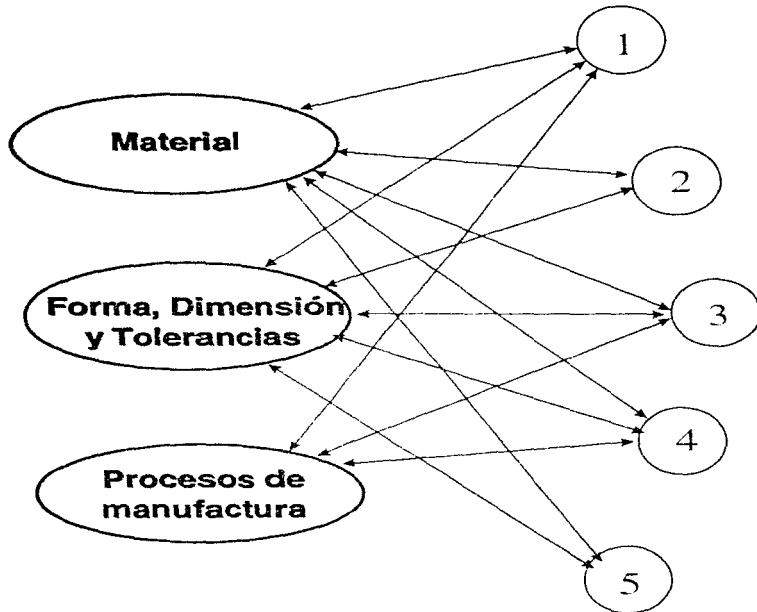 1
Material
2
Forma, Dimensión
y Tolerancias
3
4
Procesos de
manufactura
5